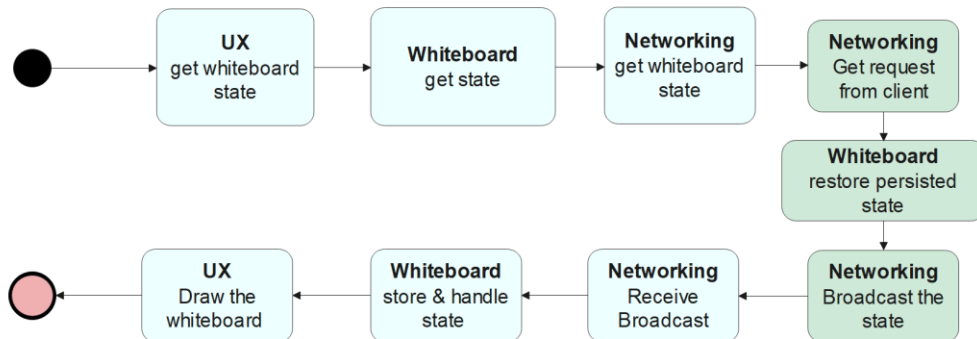 UX
get whiteboard
state
Whiteboard
get state
Networking
get whiteboard
state
Networking
Get request
from client
Whiteboard
restore persisted
state
Networking
Broadcast the
state
Networking
Receive
Broadcast
Whiteboard
store & handle
state
UX
Draw the
whiteboard